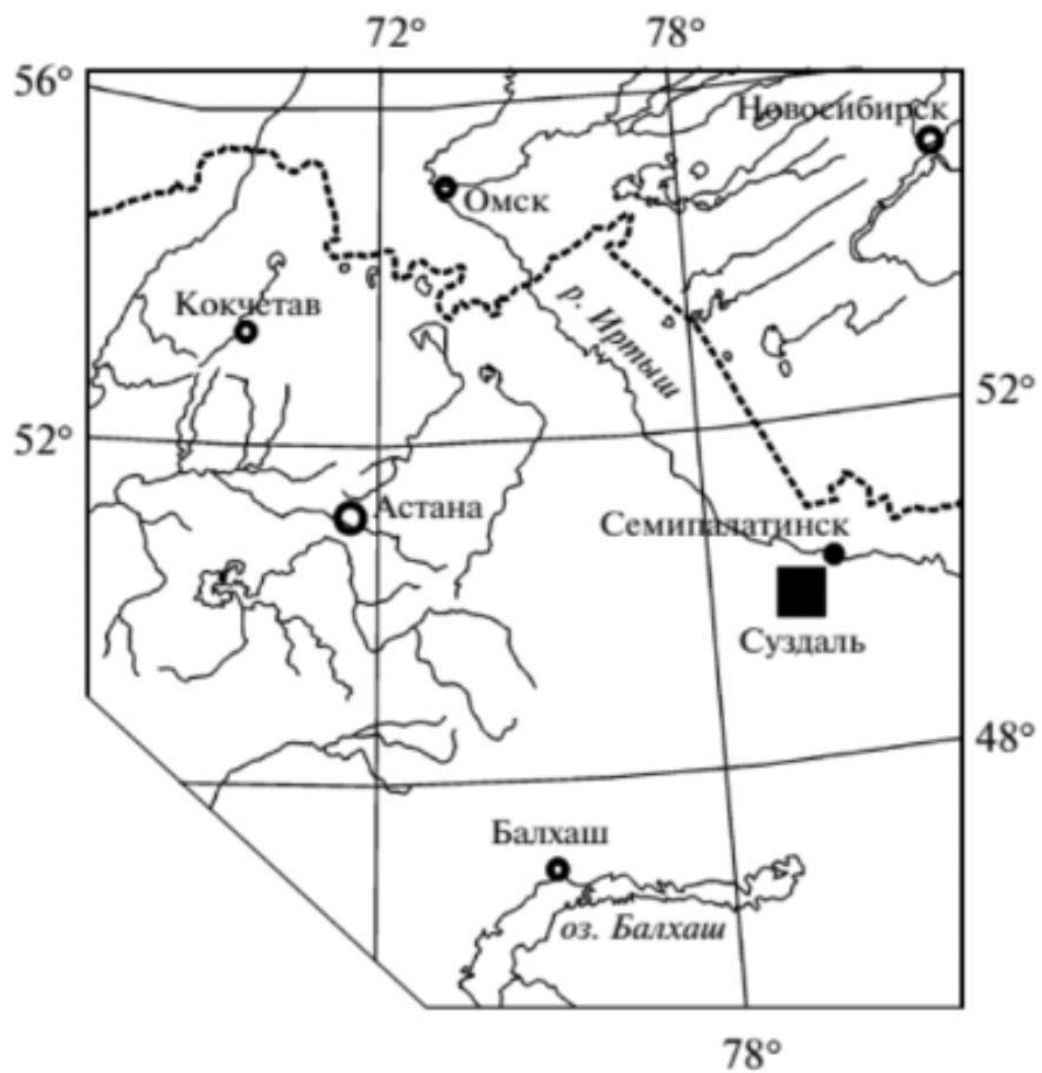 72° 78°
56°
Новосибирск
Омск
Кокчетав
р. Иртыш
52°
52°
Астана
Семипалатинск
Суздаль
48°
Балхаш
оз. Балхаш
78°